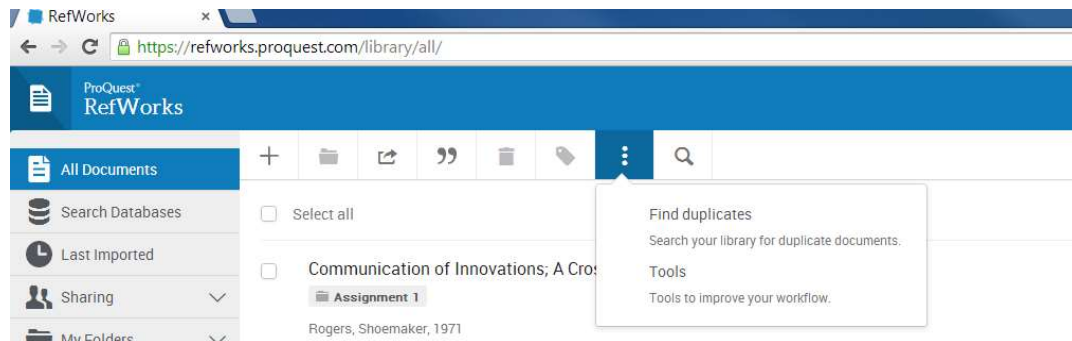 RefWorks ×
https://refworks.proquest.com/library/all/
ProQuest®
RefWorks
All Documents
Search Databases
Select all
Find duplicates
Search your library for duplicate documents.
Last Imported
Communication of Innovations; A Cros
Tools
Sharing
Assignment 1
Tools to improve your workflow.
My Folders
Rogers, Shoemaker, 1971